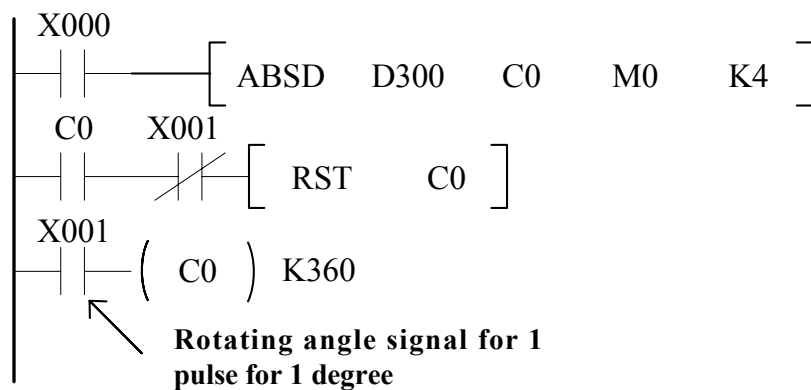 X000
ABSD D300 C0 M0 K4
C0 X001
RST C0
X001
C0 K360
Rotating angle signal for 1
pulse for 1 degree